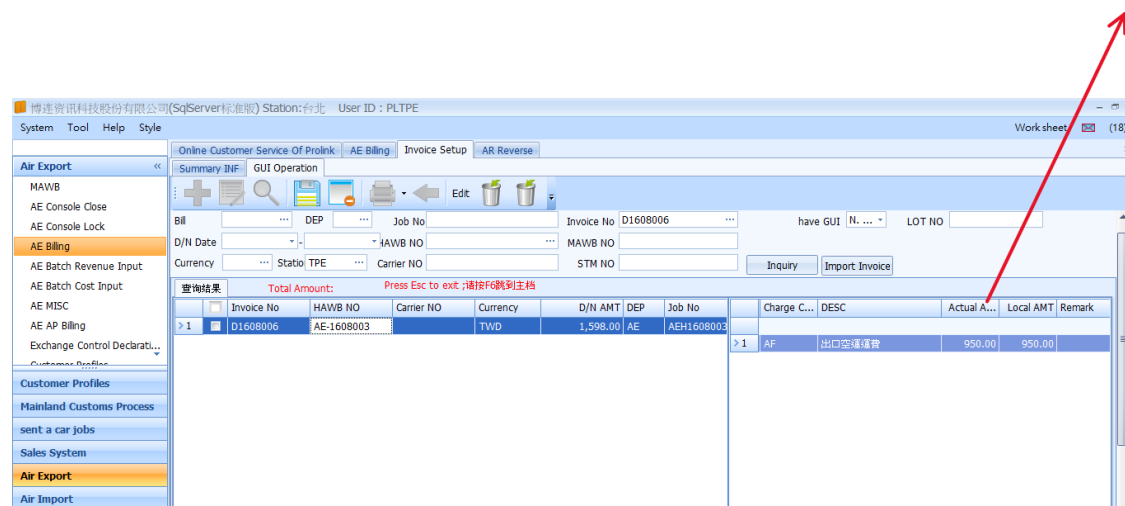 博连资讯科技股份有限公司(SqlServer标准版) Station:台北 User ID : PLTPE
System Tool Help Style Work sheet (18)
Online Customer Service Of Prolink AE Biling Invoice Setup AR Reverse
Air Export «
Summary INF GUI Operation
MAWB
AE Console Close
AE Console Lock
AE Biling
AE Batch Revenue Input
AE Batch Cost Input
AE MISC
AE AP Biling
Exchange Control Declarati...
Customer Profiles
Customer Profiles
Mainland Customs Process
sent a car jobs
Sales System
Air Export
Air Import
Edit
Bil ... DEP ... Job No Invoice No D1608006 ... have GUI N. ... LOT NO
D/N Date - HAWB NO ... MAWB NO
Currency ... Statio TPE ... Carrier NO STM NO Inquiry Import Invoice
查询结果 Total Amount: Press Esc to exit ;请按F6跳到主档
Invoice No HAWB NO Carrier NO Currency D/N AMT DEP Job No
>1 D1608006 AE-1608003 TWD 1,598.00 AE AEH1608003
Charge C... DESC Actual A... Local AMT Remark
>1 AF 出口空運運費 950.00 950.00